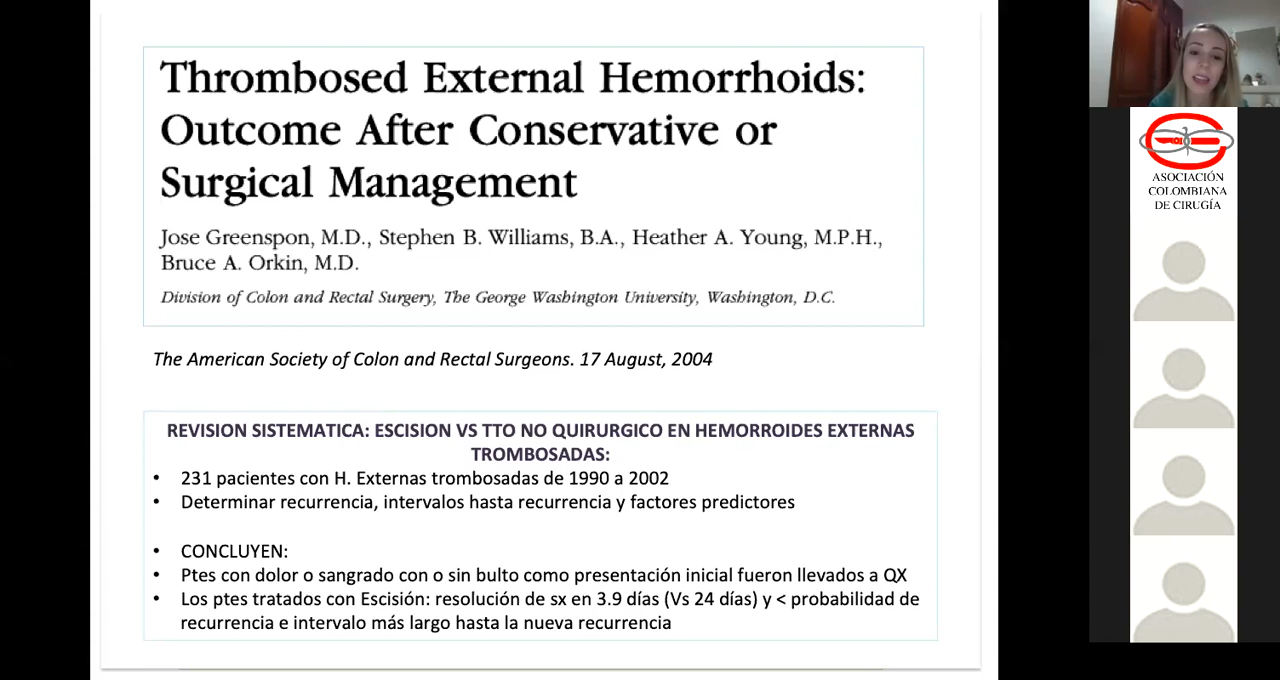 Thrombosed External Hemorrhoids:
Outcome After Conservative or
Surgical Management
Jose Greenspon, M.D., Stephen B. Williams, B.A., Heather A. Young, M.P.H.,
Bruce A. Orkin, M.D.
Division of Colon and Rectal Surgery, The George Washington University, Washington, D.C.
The American Society of Colon and Rectal Surgeons. 17 August, 2004
REVISION SISTEMATICA: ESCISION VS TTO NO QUIRURGICO EN HEMORROIDES EXTERNAS
TROMBOSADAS:
• 231 pacientes con H. Externas trombosadas de 1990 a 2002
• Determinar recurrencia, intervalos hasta recurrencia y factores predictores
• CONCLUYEN:
• Ptes con dolor o sangrado con o sin bulto como presentación inicial fueron llevados a QX
• Los ptes tratados con Escisión: resolución de sx en 3.9 días (Vs 24 días) y < probabilidad de
recurrencia e intervalo más largo hasta la nueva recurrencia
ASOCIACIÓN
COLOMBIANA
DE CIRUGÍA